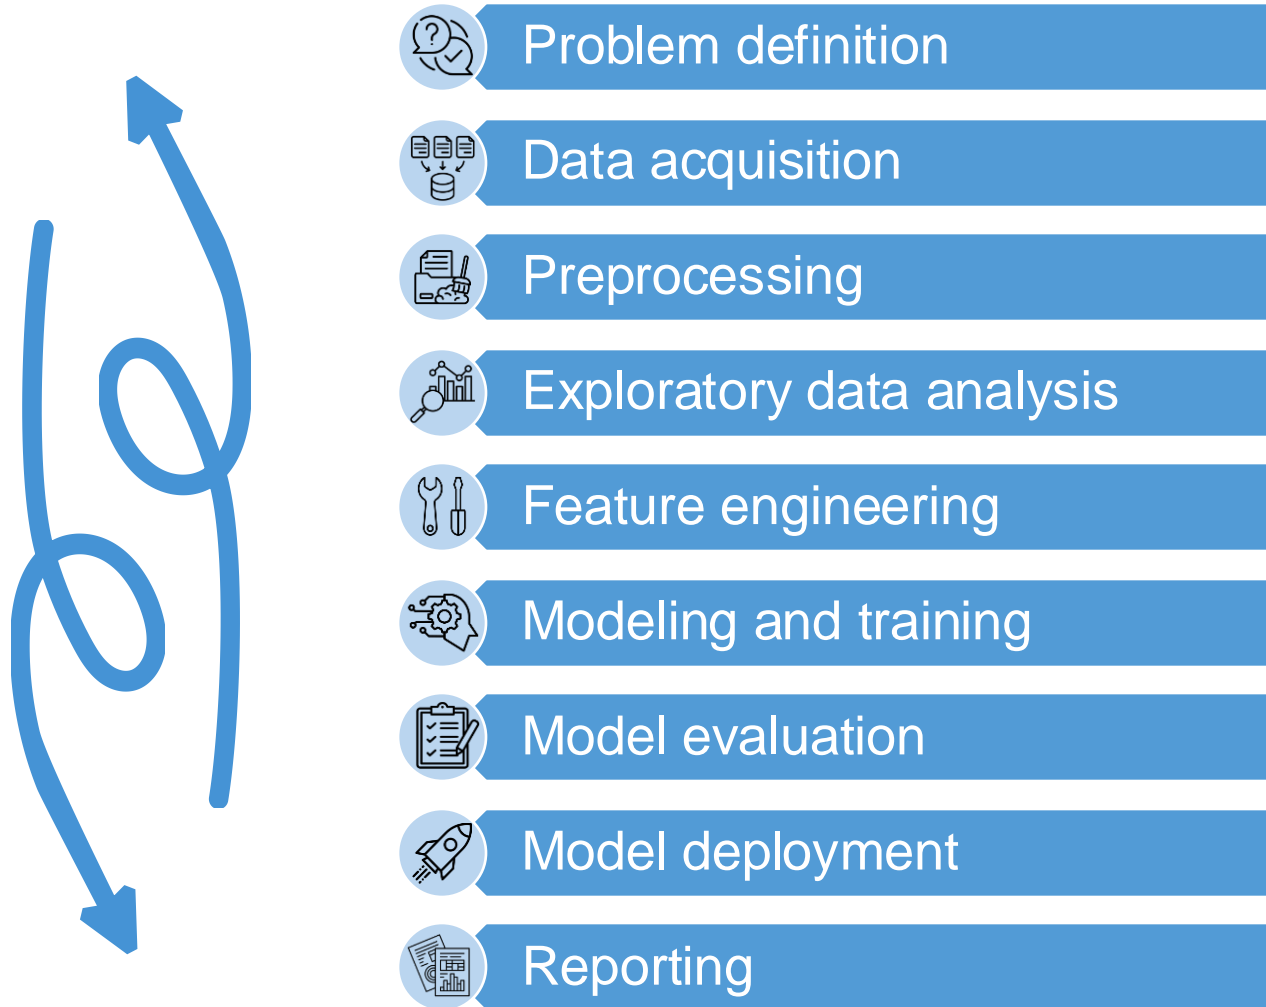 Problem definition
Data acquisition
Preprocessing
Exploratory data analysis
Feature engineering
Modeling and training
Model evaluation
Model deployment
Reporting